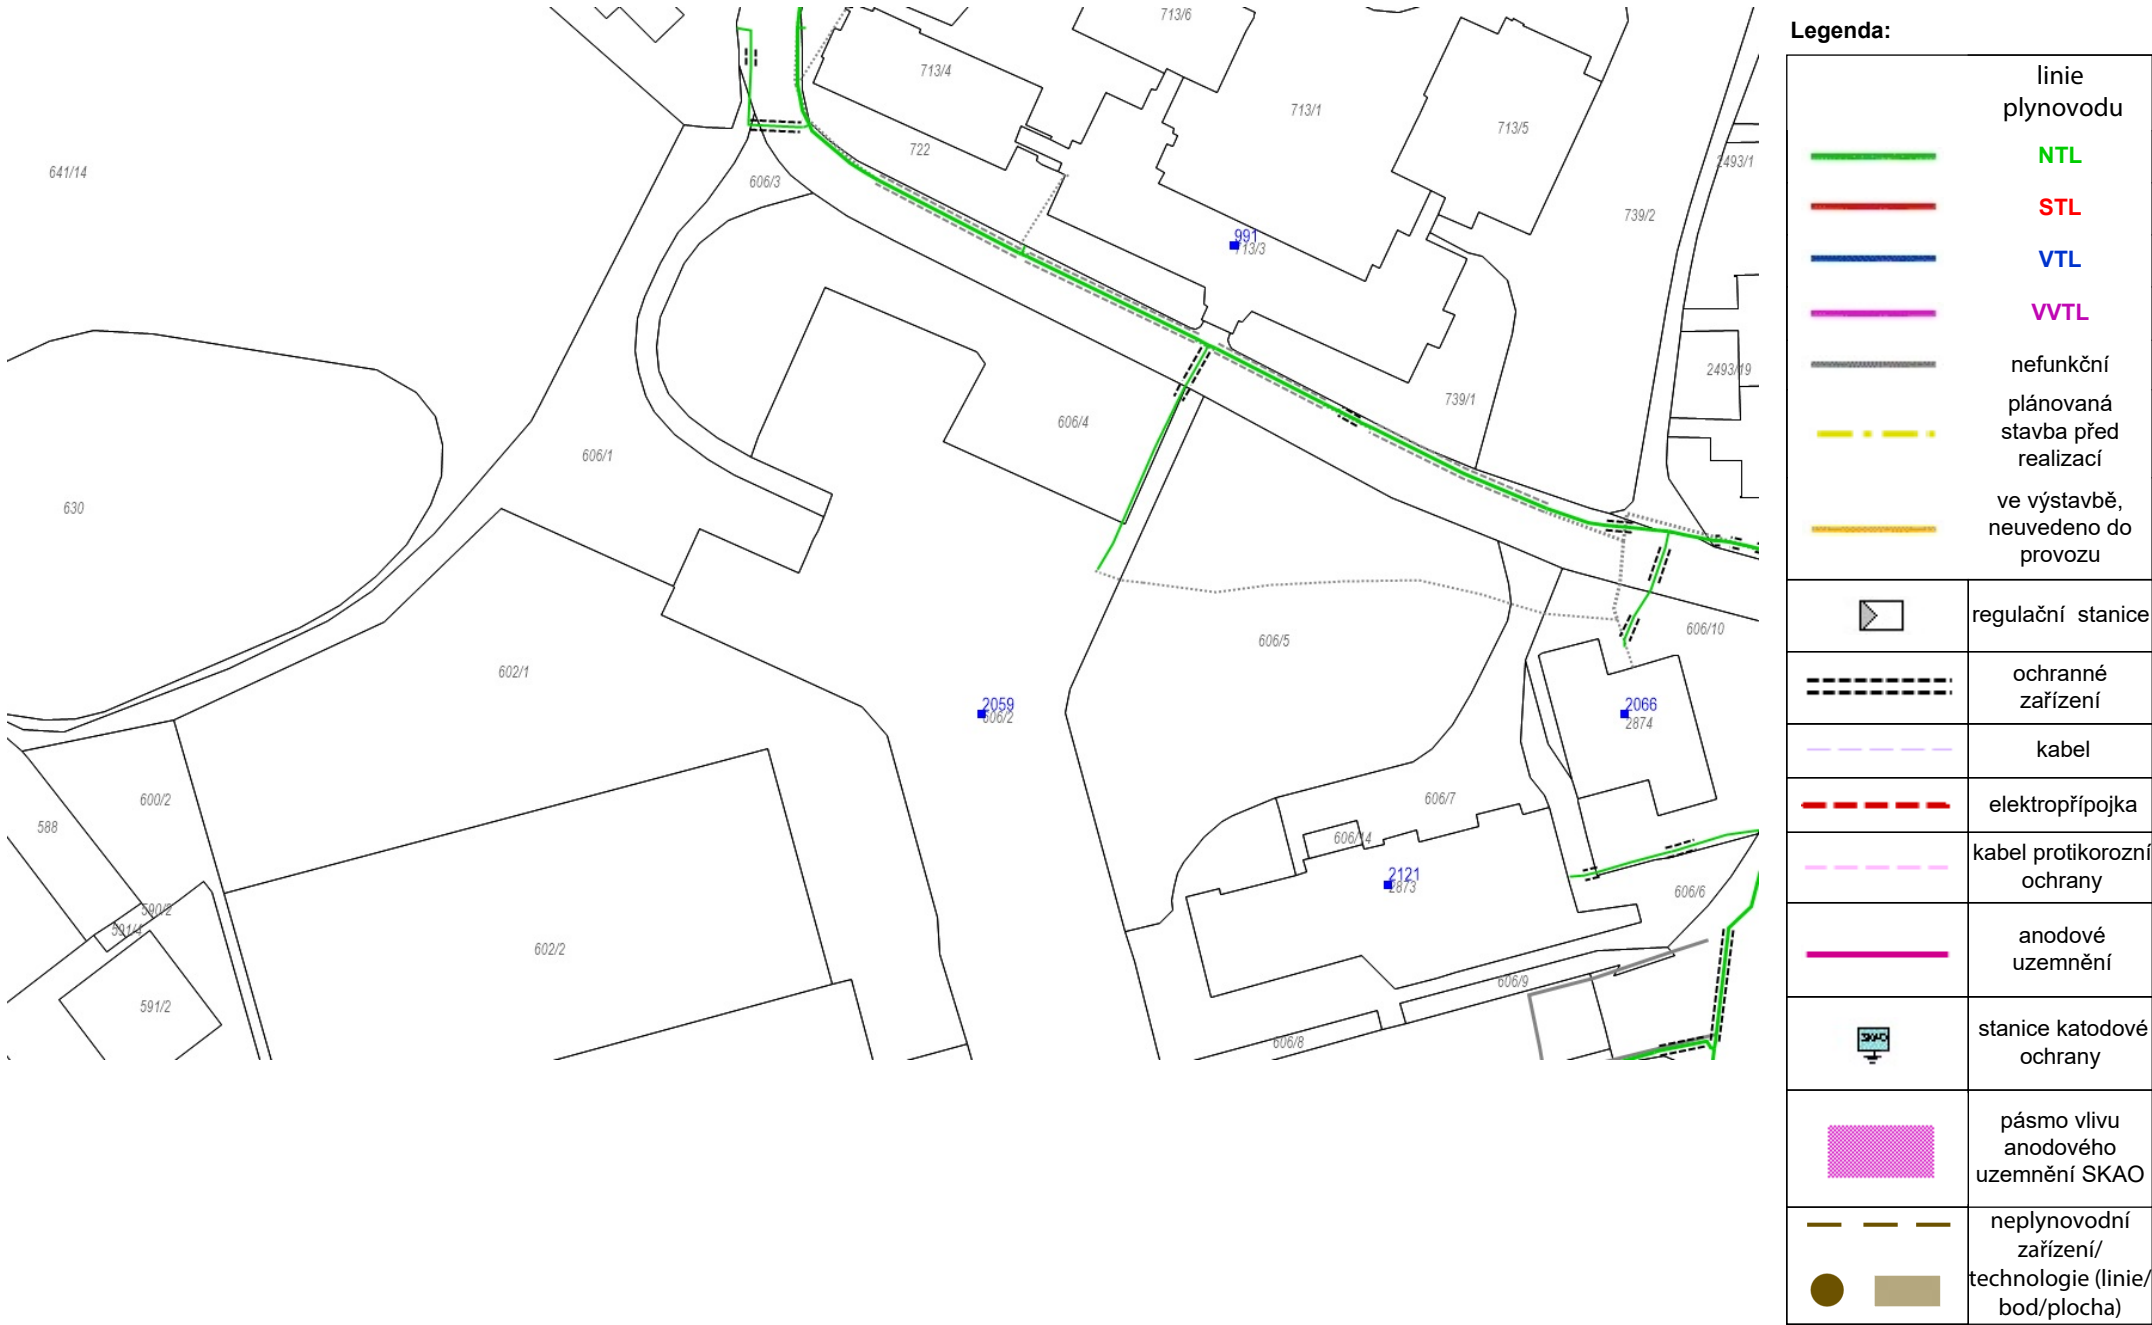 713/6
713/4
713/1
713/5
722
2493/1
641/14
606/3
739/2
991
713/3
2493/19
739/1
606/4
606/1
630
606/5
606/10
602/1
2059
606/2
2066
2874
600/2
606/7
588
606/14
2121
2873
606/6
590/2
591/4
602/2
606/9
591/2
606/8
Legenda:
linie
plynovodu
NTL
STL
VTL
VVTL
nefunkční
plánovaná
stavba před
realizací
ve výstavbě,
neuvedeno do
provozu
regulační stanice
ochranné
zařízení
kabel
elektropřípojka
kabel protikorozní
ochrany
anodové
uzemnění
SKAO
stanice katodové
ochrany
pásmo vlivu
anodového
uzemnění SKAO
neplynovodní
zařízení/
technologie (linie/
bod/plocha)